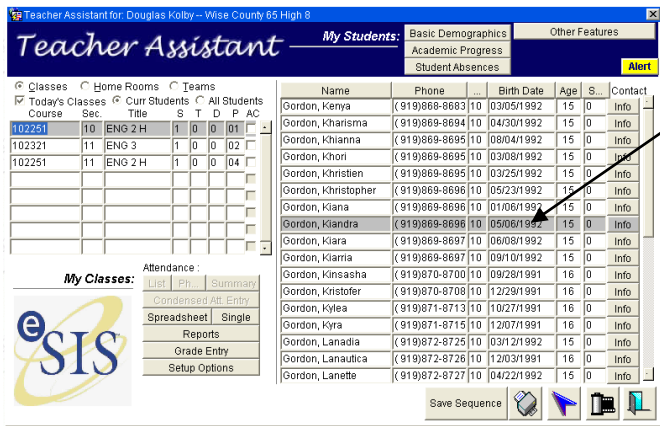 Teacher Assistant for: Douglas Kolby -- Wise County 65 High 8
Teacher Assistant
My Students:
Basic Demographics
Other Features
Academic Progress
Student Absences
Alert
Classes Home Rooms Teams
Today's Classes Curr Students All Students
Course Sec. Title S T D P AC
102251 10 ENG 2 H 1 0 0 01
102321 11 ENG 3 1 0 0 02
102251 11 ENG 2 H 1 0 0 04
Name Phone ... Birth Date Age S... Contact
Gordon, Kenya (919)868-8683 10 03/05/1992 15 0 Info
Gordon, Kharisma (919)869-8694 10 04/30/1992 15 0 Info
Gordon, Khianna (919)869-8695 10 08/04/1992 15 0 Info
Gordon, Khori (919)869-8695 10 03/08/1992 15 0 Info
Gordon, Khristien (919)869-8695 10 03/25/1992 15 0 Info
Gordon, Khristopher (919)869-8696 10 05/23/1992 15 0 Info
Gordon, Kiana (919)869-8696 10 01/06/1992 15 0 Info
Gordon, Kiandra (919)869-8696 10 05/06/1992 15 0 Info
Gordon, Kiara (919)869-8697 10 06/08/1992 15 0 Info
Gordon, Kiarria (919)869-8697 10 09/10/1992 15 0 Info
Gordon, Kinsasha (919)870-8700 10 09/28/1991 16 0 Info
Gordon, Kristofer (919)870-8708 10 12/29/1991 16 0 Info
Gordon, Kylea (919)871-8713 10 10/27/1991 16 0 Info
Gordon, Kyra (919)871-8715 10 12/07/1991 16 0 Info
Gordon, Lanadia (919)872-8725 10 03/12/1992 15 0 Info
Gordon, Lanautica (919)872-8726 10 12/03/1991 16 0 Info
Gordon, Lanette (919)872-8727 10 04/22/1992 15 0 Info
My Classes:
Attendance :
List Ph... Summary
Condensed Att. Entry
Spreadsheet Single
Reports
Grade Entry
Setup Options
eSIS
Save Sequence